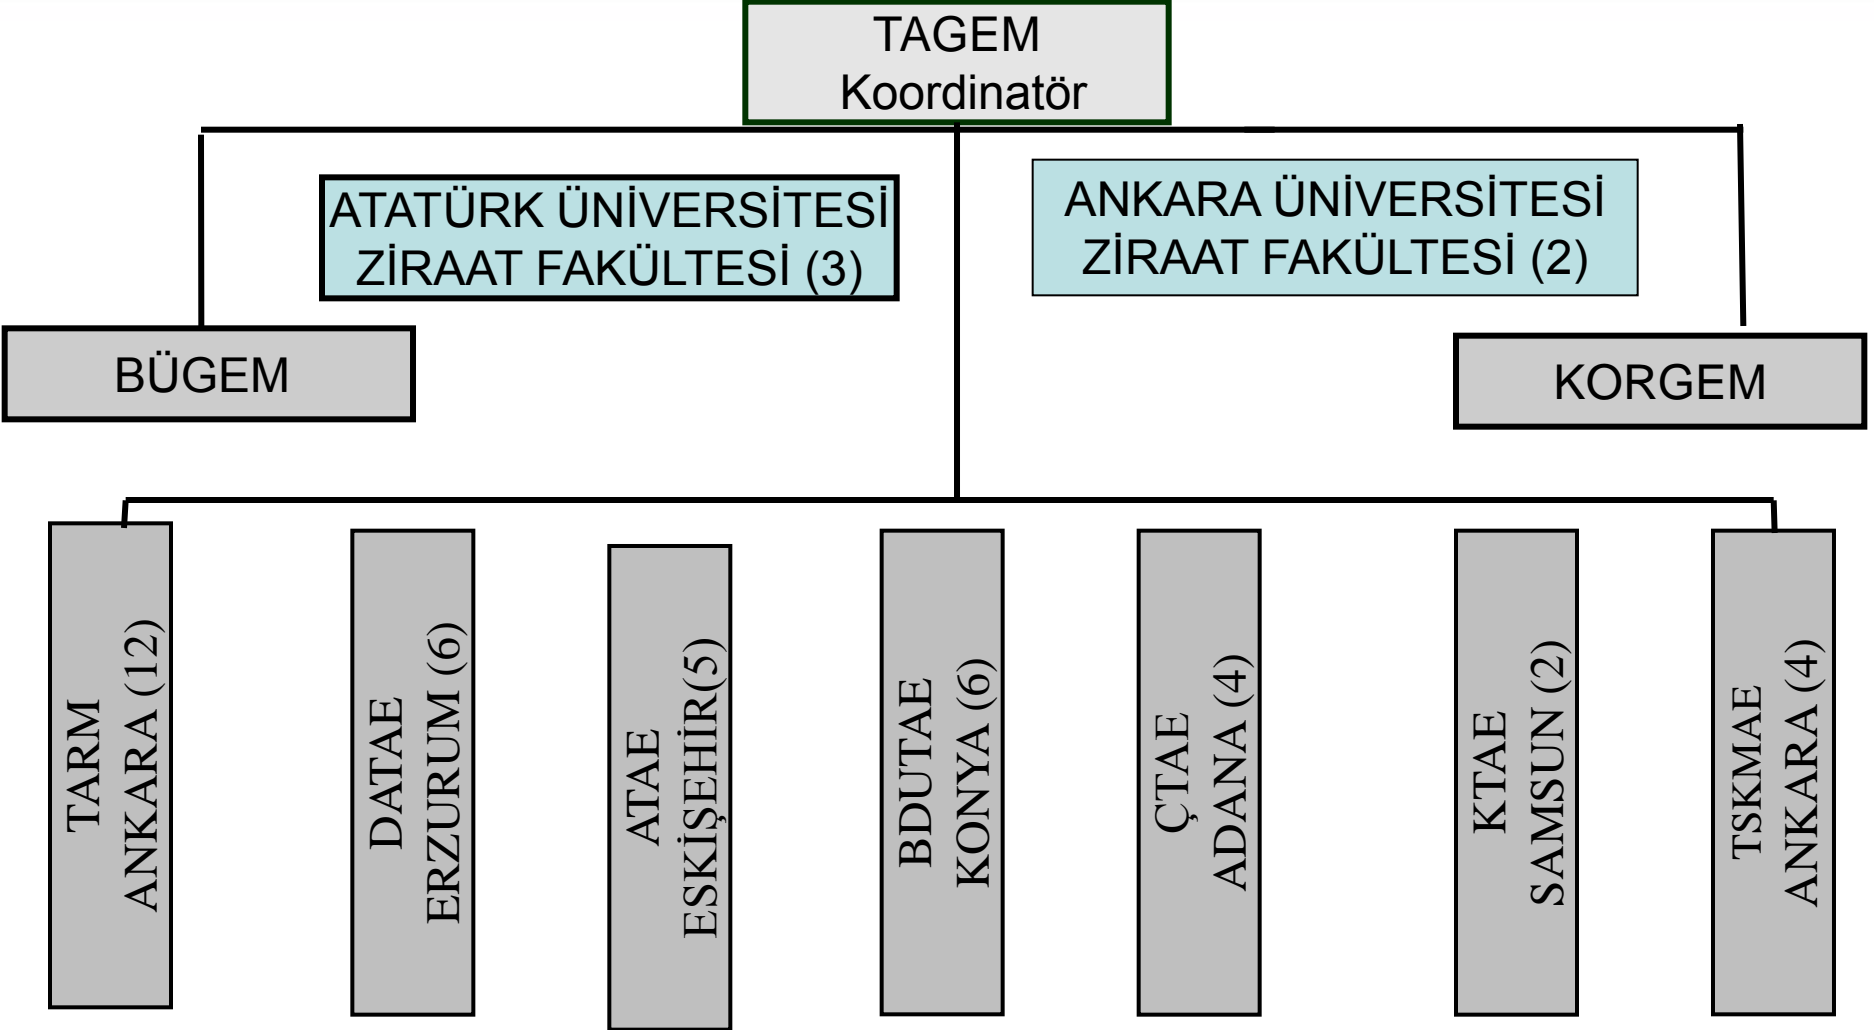 TAGEM
Koordinatör
ATATÜRK ÜNİVERSİTESİ
ZİRAAT FAKÜLTESİ (3)
ANKARA ÜNİVERSİTESİ
ZİRAAT FAKÜLTESİ (2)
BÜGEM
KORGEM
TARM
ANKARA (12)
DATAE
ERZURUM (6)
ATAE
ESKİŞEHİR(5)
BDUTAE
KONYA (6)
ÇTAE
ADANA (4)
KTAE
SAMSUN (2)
TSKMAE
ANKARA (4)